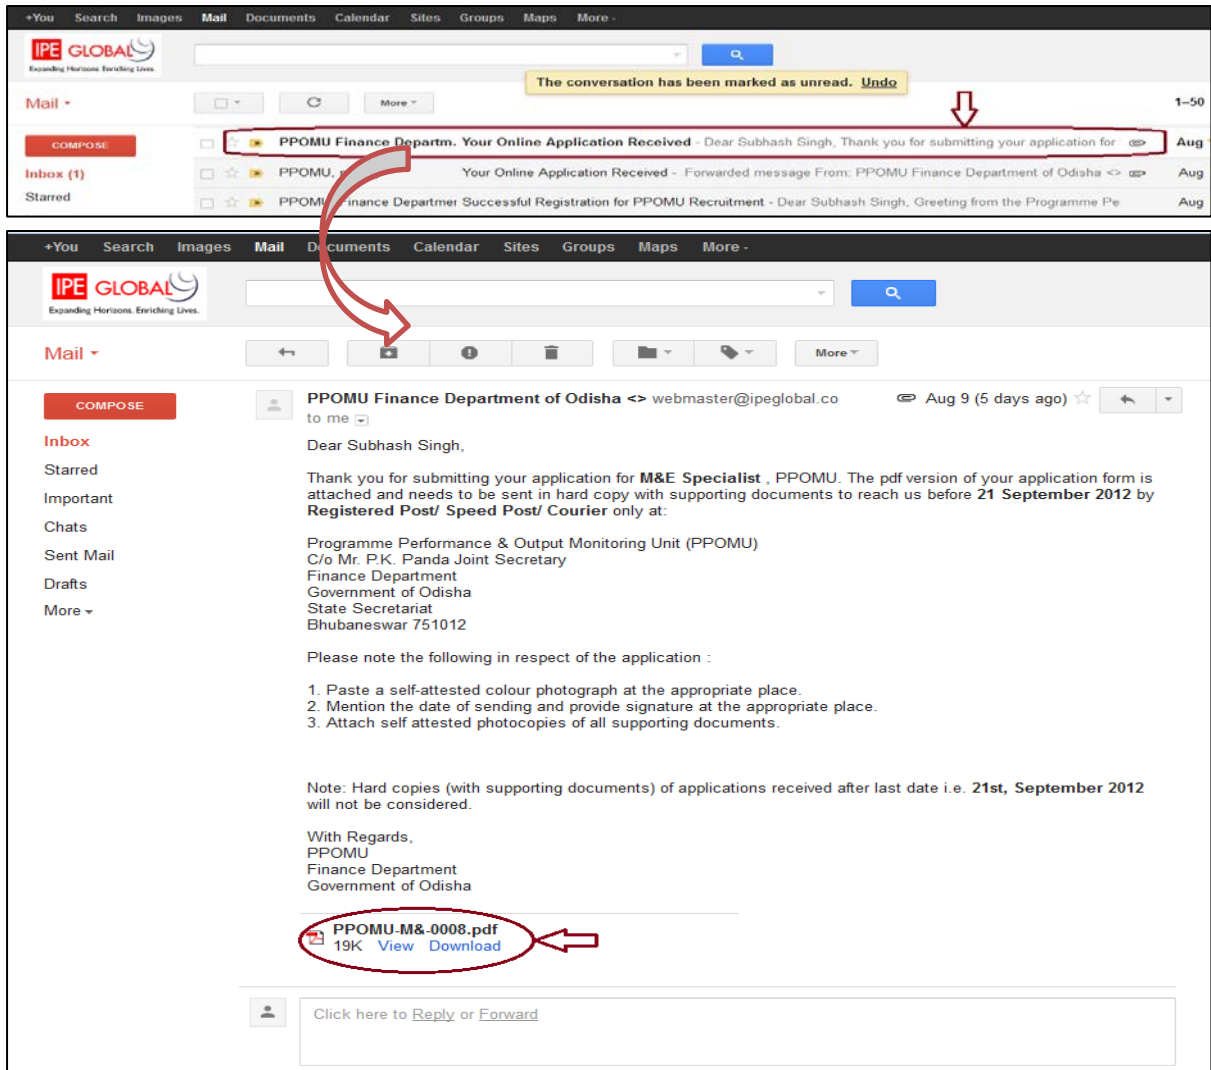 +You Search Images Mail Documents Calendar Sites Groups Maps More
IPE GLOBAL
Expanding Horizons. Enriching Lives.
The conversation has been marked as unread. Undo
Mail
More
1–50
COMPOSE
PPOMU Finance Departm. Your Online Application Received - Dear Subhash Singh, Thank you for submitting your application for Aug
Inbox (1)
PPOMU, Your Online Application Received - Forwarded message From: PPOMU Finance Department of Odisha <> Aug
Starred
PPOMU Finance Departmer Successful Registration for PPOMU Recruitment - Dear Subhash Singh, Greeting from the Programme Pe Aug
+You Search Images Mail Documents Calendar Sites Groups Maps More
IPE GLOBAL
Expanding Horizons. Enriching Lives.
Mail
More
COMPOSE
Inbox
Starred
Important
Chats
Sent Mail
Drafts
More
PPOMU Finance Department of Odisha <> webmaster@ipeglobal.co Aug 9 (5 days ago)
to me
Dear Subhash Singh,
Thank you for submitting your application for M&E Specialist , PPOMU. The pdf version of your application form is
attached and needs to be sent in hard copy with supporting documents to reach us before 21 September 2012 by
Registered Post/ Speed Post/ Courier only at:
Programme Performance & Output Monitoring Unit (PPOMU)
C/o Mr. P.K. Panda Joint Secretary
Finance Department
Government of Odisha
State Secretariat
Bhubaneswar 751012
Please note the following in respect of the application :
1. Paste a self-attested colour photograph at the appropriate place.
2. Mention the date of sending and provide signature at the appropriate place.
3. Attach self attested photocopies of all supporting documents.
Note: Hard copies (with supporting documents) of applications received after last date i.e. 21st, September 2012
will not be considered.
With Regards,
PPOMU
Finance Department
Government of Odisha
PPOMU-M&-0008.pdf
19K View Download
Click here to Reply or Forward